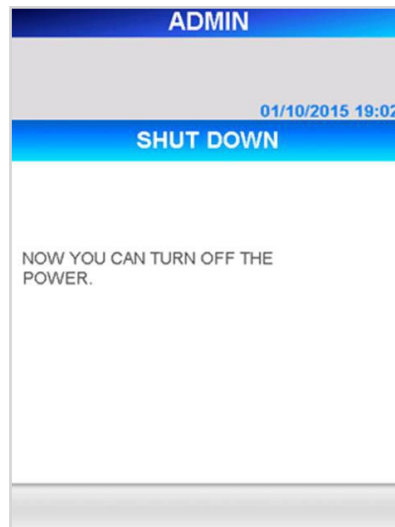 ADMIN
01/10/2015 19:02
SHUT DOWN
NOW YOU CAN TURN OFF THE
POWER.